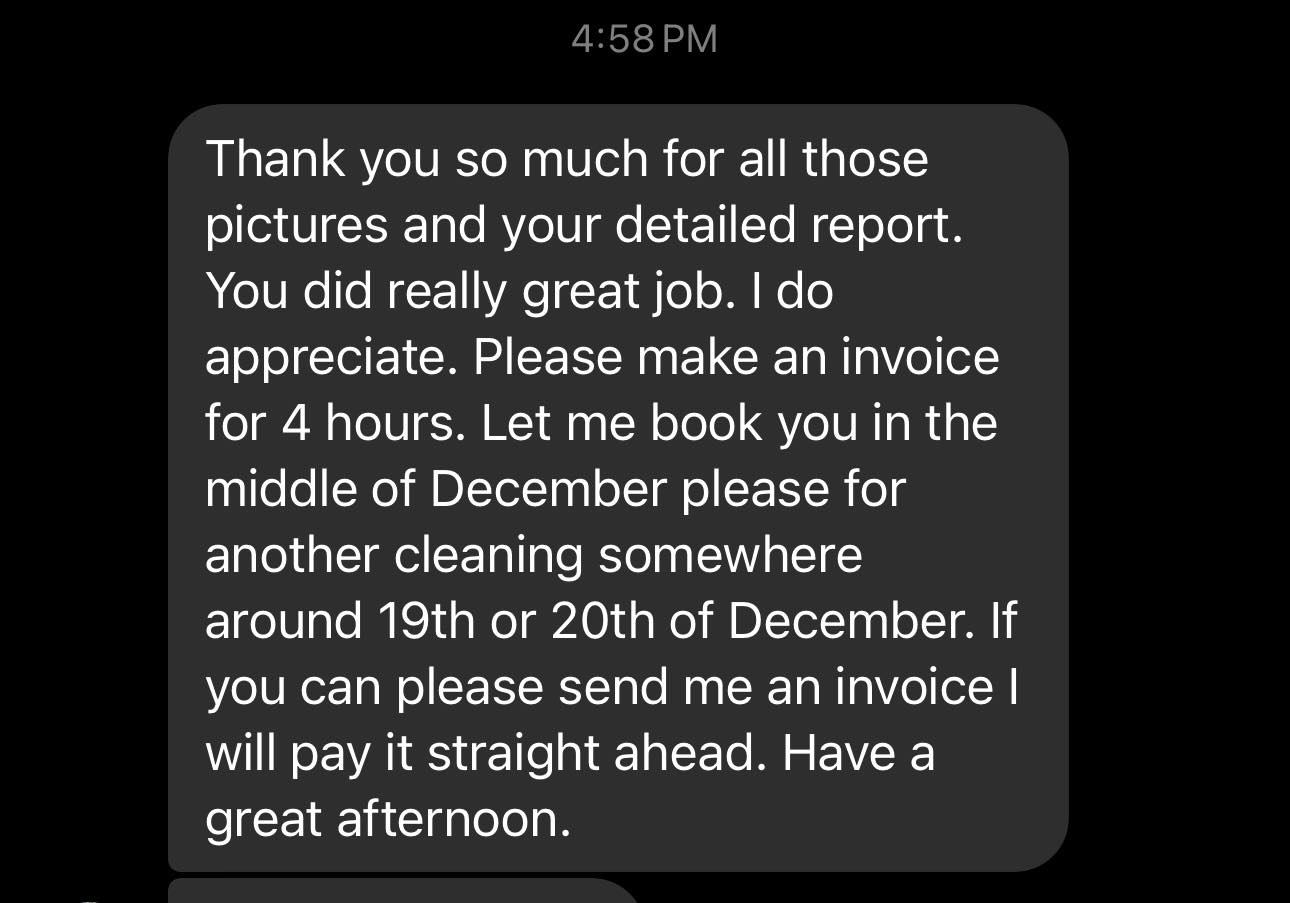 4:58 PM
Thank you so much for all those
pictures and your detailed report.
You did really great job. I do
appreciate. Please make an invoice
for 4 hours. Let me book you in the
middle of December please for
another cleaning somewhere
around 19th or 20th of December. If
you can please send me an invoice I
will pay it straight ahead. Have a
great afternoon.